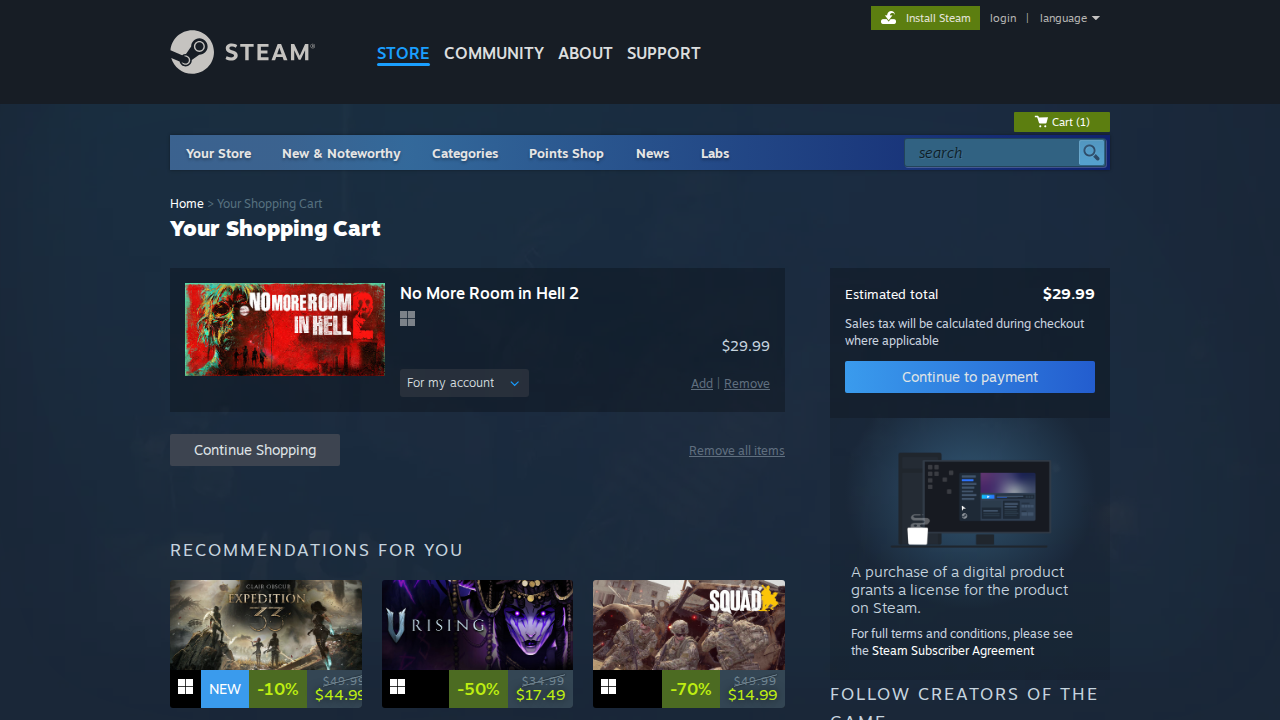 Install Steam
login | language
STEAM®
STORE COMMUNITY ABOUT SUPPORT
Cart (1)
Your Store New & Noteworthy Categories Points Shop News Labs
search
Home > Your Shopping Cart
Your Shopping Cart
NO MORE ROOM
IN HELL 2
No More Room in Hell 2
$29.99
For my account
Add | Remove
Estimated total $29.99
Sales tax will be calculated during checkout
where applicable
Continue to payment
Continue Shopping
Remove all items
RECOMMENDATIONS FOR YOU
CLAIR OBSCUR
EXPEDITION
33
NEW
-10%
$49.99
$44.99
V RISING
-50%
$34.99
$17.49
SQUAD
-70%
$49.99
$14.99
A purchase of a digital product
grants a license for the product
on Steam.
For full terms and conditions, please see
the Steam Subscriber Agreement
FOLLOW CREATORS OF THE
GAME